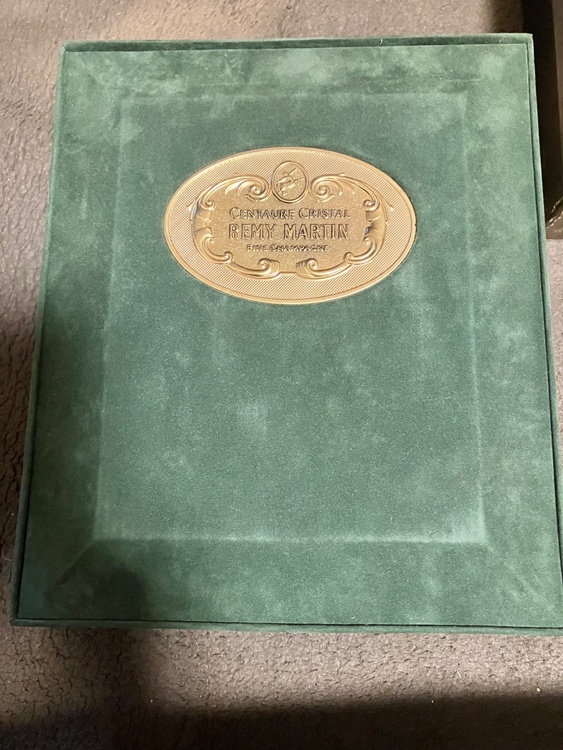 CENTAURE CRISTAL
REMY MARTIN
FINE CHAMPAGNE